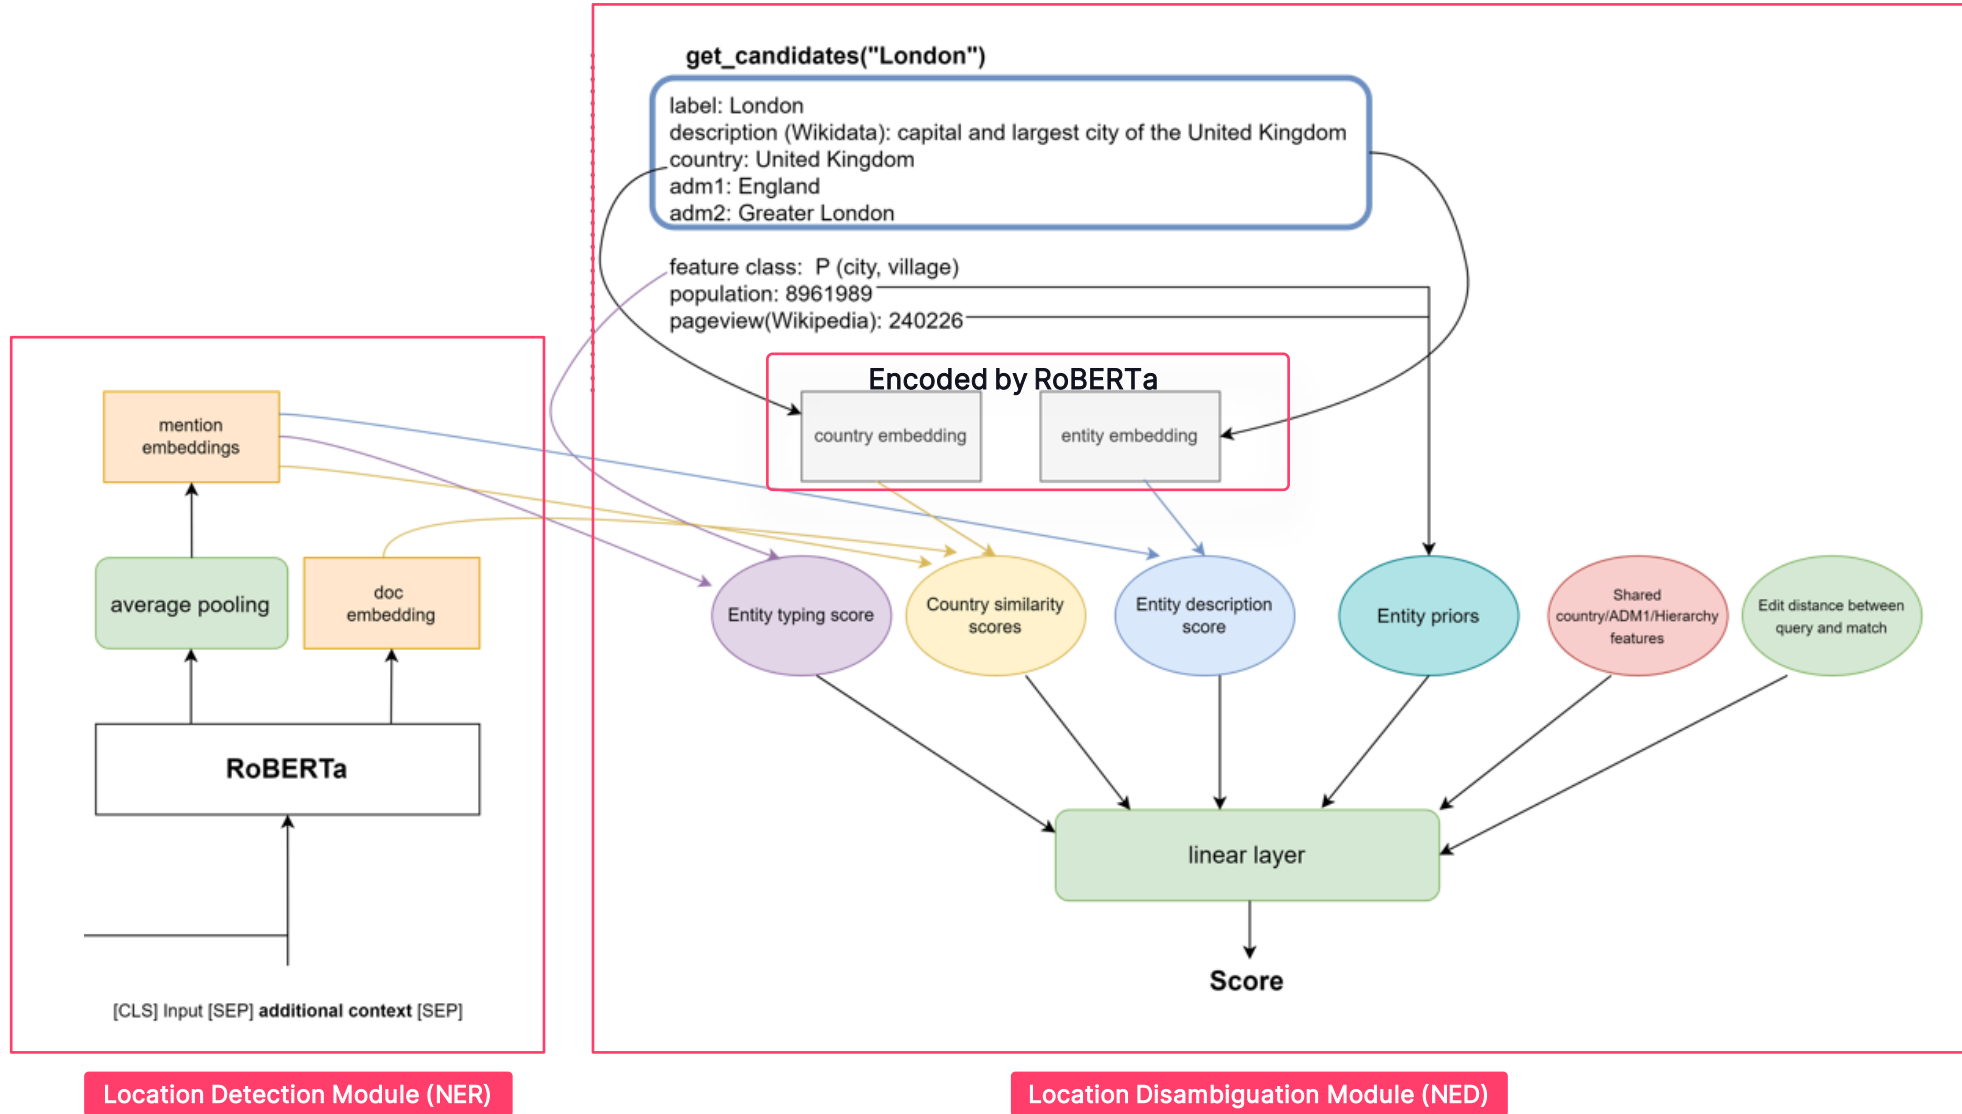 get_candidates("London")
label: London
description (Wikidata): capital and largest city of the United Kingdom
country: United Kingdom
adm1: England
adm2: Greater London
feature class:  P (city, village)
population: 8961989
pageview(Wikipedia): 240226
Encoded by RoBERTa
country embedding
entity embedding
mention
embeddings
average pooling
doc
embedding
RoBERTa
[CLS] Input [SEP] additional context [SEP]
Entity typing score
Country similarity
scores
Entity description
score
Entity priors
Shared
country/ADM1/Hierarchy
features
Edit distance between
query and match
linear layer
Score
Location Detection Module (NER)
Location Disambiguation Module (NED)